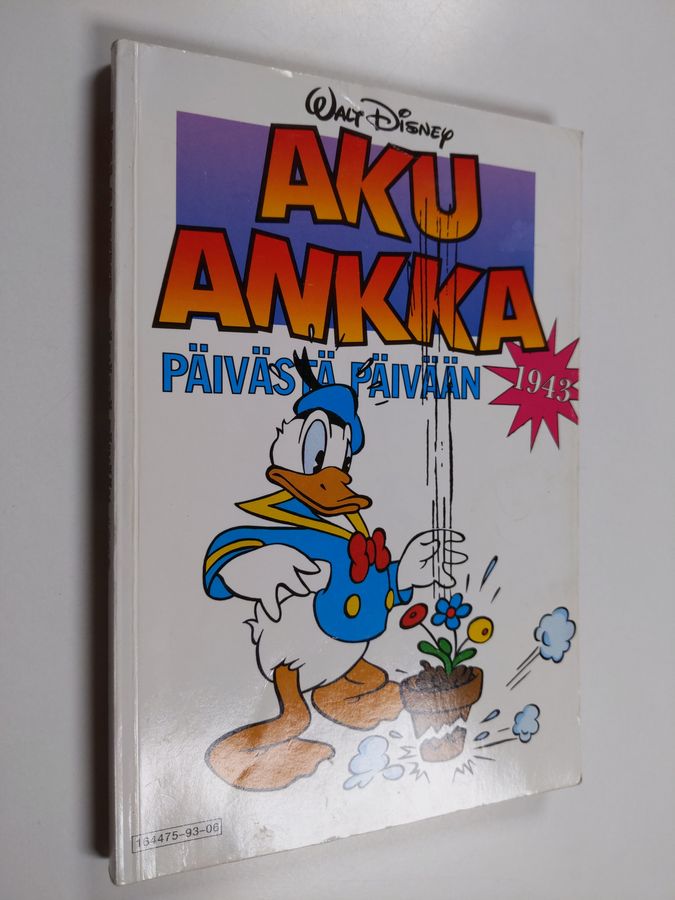 WALT DISNEY
AKU
ANKKA
PÄIVÄSTÄ PÄIVÄÄN
1943
164475-93-06